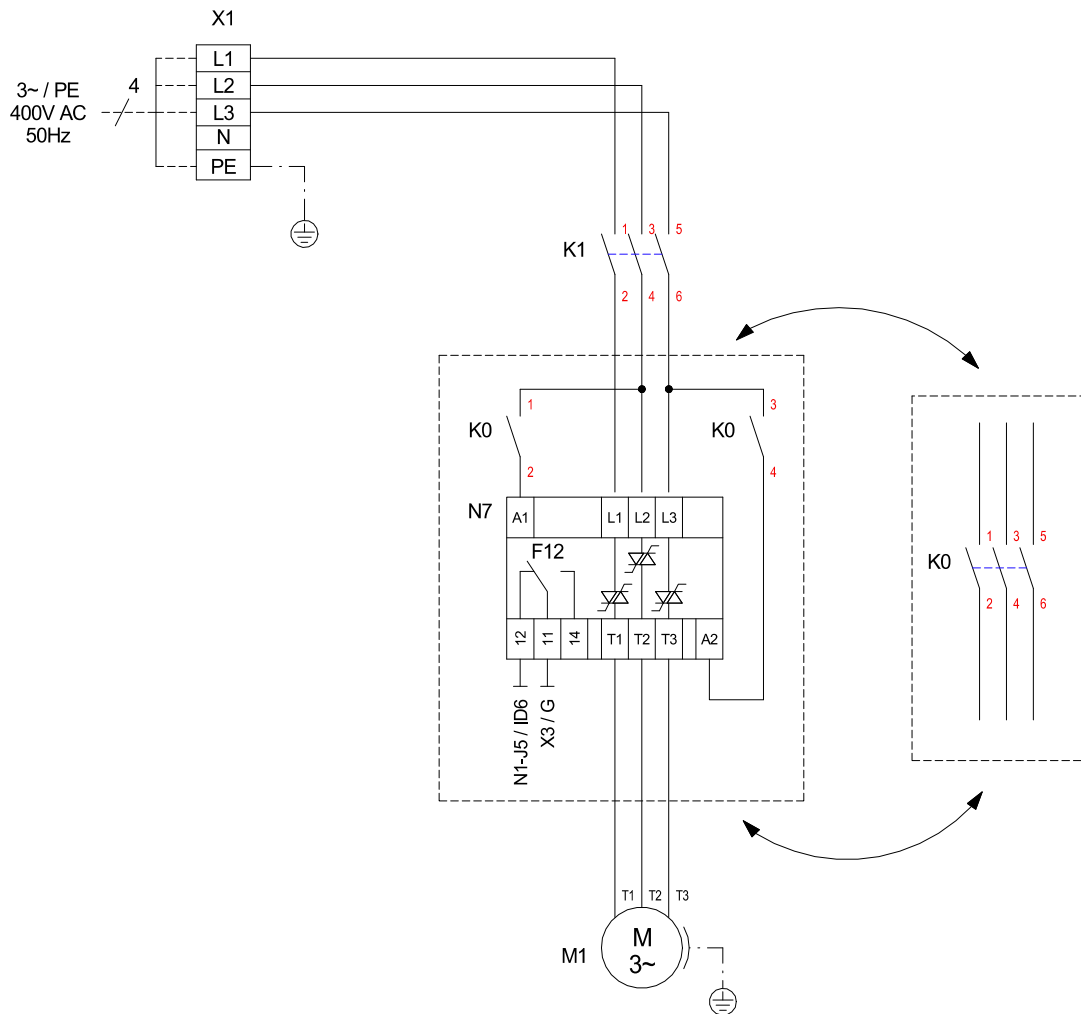 X1
L1
L2
L3
N
PE
4
3~ / PE
400V AC
50Hz
K1
1 3 5
2 4 6
1
K0
2
3
K0
4
N7
A1 L1 L2 L3
F12
12 11 14 T1 T2 T3 A2
N1-J5 / ID6
X3 / G
K0
1 3 5
2 4 6
T1 T2 T3
M1
M
3~